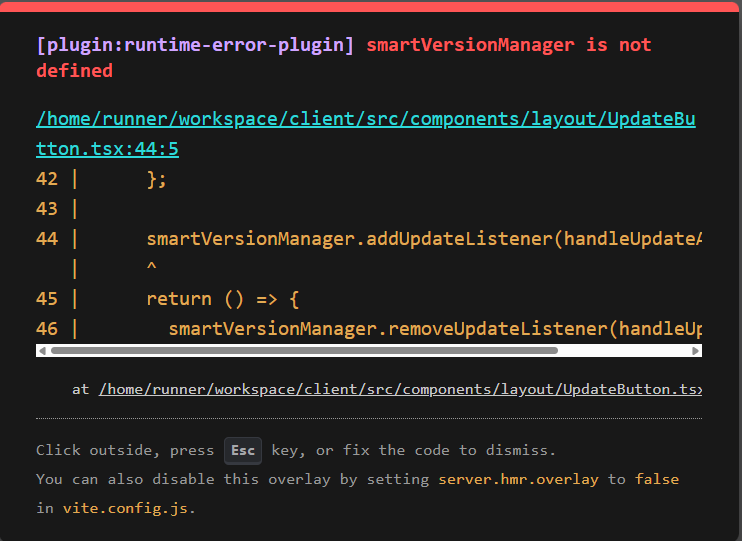 [plugin:runtime-error-plugin] smartVersionManager is not
defined
/home/runner/workspace/client/src/components/layout/UpdateBu
tton.tsx:44:5
42 |      };
43 |
44 |      smartVersionManager.addUpdateListener(handleUpdateA
   |      ^
45 |      return () => {
46 |        smartVersionManager.removeUpdateListener(handleUp
at /home/runner/workspace/client/src/components/layout/UpdateButton.tsx
Click outside, press Esc key, or fix the code to dismiss.
You can also disable this overlay by setting server.hmr.overlay to false
in vite.config.js.